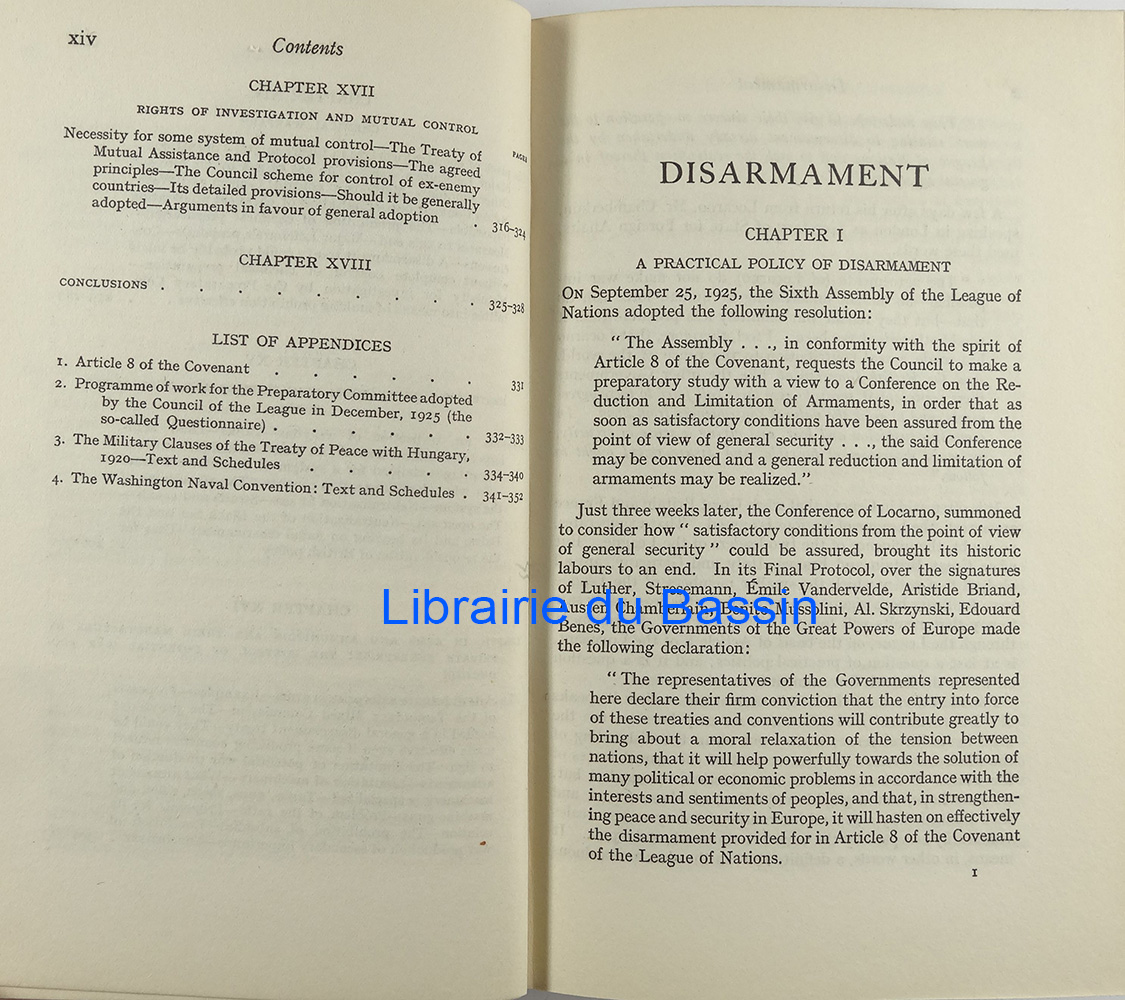 xiv
Contents
CHAPTER XVII
RIGHTS OF INVESTIGATION AND MUTUAL CONTROL
PAGES
Necessity for some system of mutual control—The Treaty of
Mutual Assistance and Protocol provisions—The agreed
principles—The Council scheme for control of ex-enemy
countries—Its detailed provisions—Should it be generally
adopted—Arguments in favour of general adoption . 316-324
CHAPTER XVIII
CONCLUSIONS . . . . . . . . . 325-328
LIST OF APPENDICES
1. Article 8 of the Covenant . . . . . . 331
2. Programme of work for the Preparatory Committee adopted
by the Council of the League in December, 1925 (the
so-called Questionnaire) . . . . . . 332-333
3. The Military Clauses of the Treaty of Peace with Hungary,
1920—Text and Schedules . . . . . 334-340
4. The Washington Naval Convention: Text and Schedules . 341-352
DISARMAMENT
CHAPTER I
A PRACTICAL POLICY OF DISARMAMENT
ON September 25, 1925, the Sixth Assembly of the League of
Nations adopted the following resolution:
" The Assembly . . ., in conformity with the spirit of
Article 8 of the Covenant, requests the Council to make a
preparatory study with a view to a Conference on the Re-
duction and Limitation of Armaments, in order that as
soon as satisfactory conditions have been assured from the
point of view of general security . . ., the said Conference
may be convened and a general reduction and limitation of
armaments may be realized."
Just three weeks later, the Conference of Locarno, summoned
to consider how " satisfactory conditions from the point of view
of general security " could be assured, brought its historic
labours to an end. In its Final Protocol, over the signatures
of Luther, Stresemann, Émile Vandervelde, Aristide Briand,
Austen Chamberlain, Benito Mussolini, Al. Skrzynski, Edouard
Benes, the Governments of the Great Powers of Europe made
the following declaration:
" The representatives of the Governments represented
here declare their firm conviction that the entry into force
of these treaties and conventions will contribute greatly to
bring about a moral relaxation of the tension between
nations, that it will help powerfully towards the solution of
many political or economic problems in accordance with the
interests and sentiments of peoples, and that, in strengthen-
ing peace and security in Europe, it will hasten on effectively
the disarmament provided for in Article 8 of the Covenant
of the League of Nations.
1
Librairie du Bassin